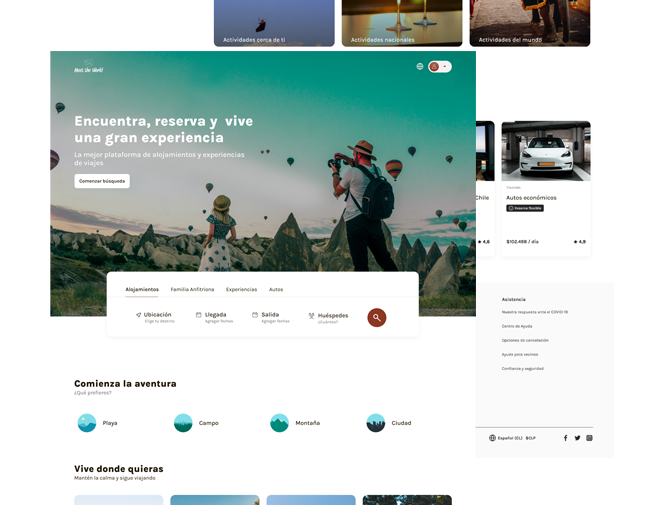 Actividades cerca de ti
Actividades nacionales
Actividades del mundo
Meet the World
Encuentra, reserva y vive
una gran experiencia
La mejor plataforma de alojamientos y experiencias
de viajes
Comenzar búsqueda
Chile
4,6
Autos económicos
Reserva flexible
$102.498 / día
4,9
Alojamientos
Familia Anfitriona
Experiencias
Autos
Ubicación
Elige tu destino
Llegada
Agregar fechas
Salida
Agregar fechas
Huéspedes
¿Cuántos?
Asistencia
Nuestra respuesta ante el COVID-19
Centro de Ayuda
Opciones de cancelación
Ayuda para vecinos
Confianza y seguridad
Español (CL)
$CLP
Comienza la aventura
¿Qué prefieres?
Playa
Campo
Montaña
Ciudad
Vive donde quieras
Mantén la calma y sigue viajando